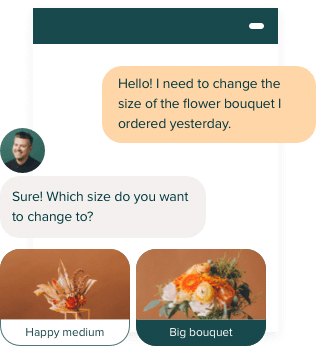 Hello! I need to change the
size of the flower bouquet I
ordered yesterday.
Sure! Which size do you want
to change to?
Happy medium
Big bouquet